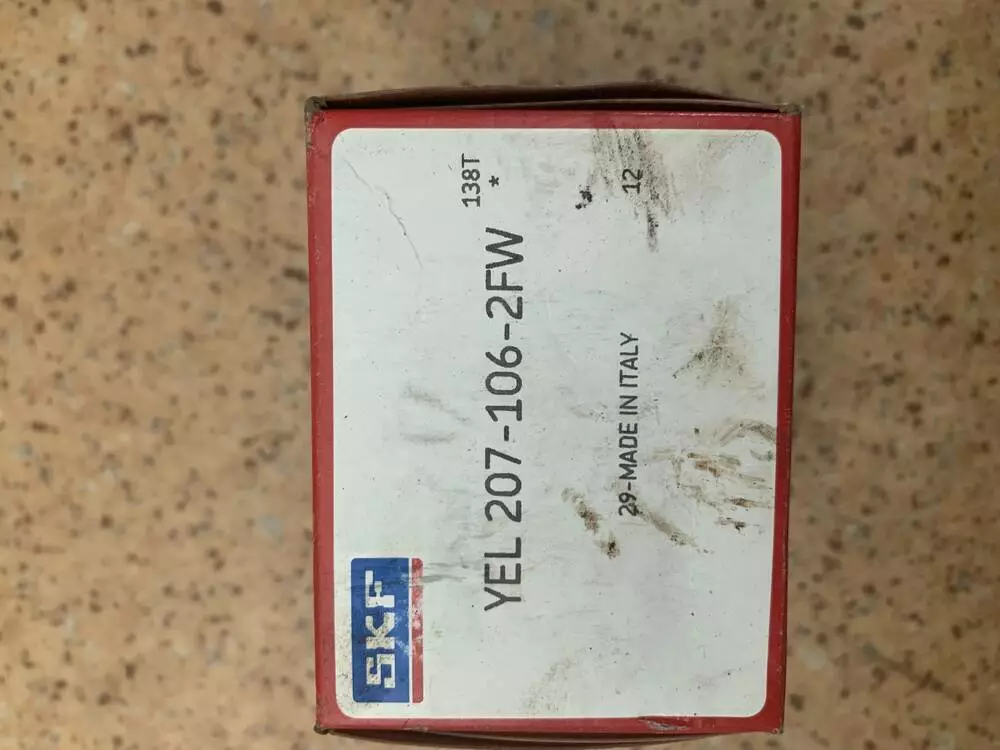 SKF
138T
YEL 207-106-2FW *
29-MADE IN ITALY 12